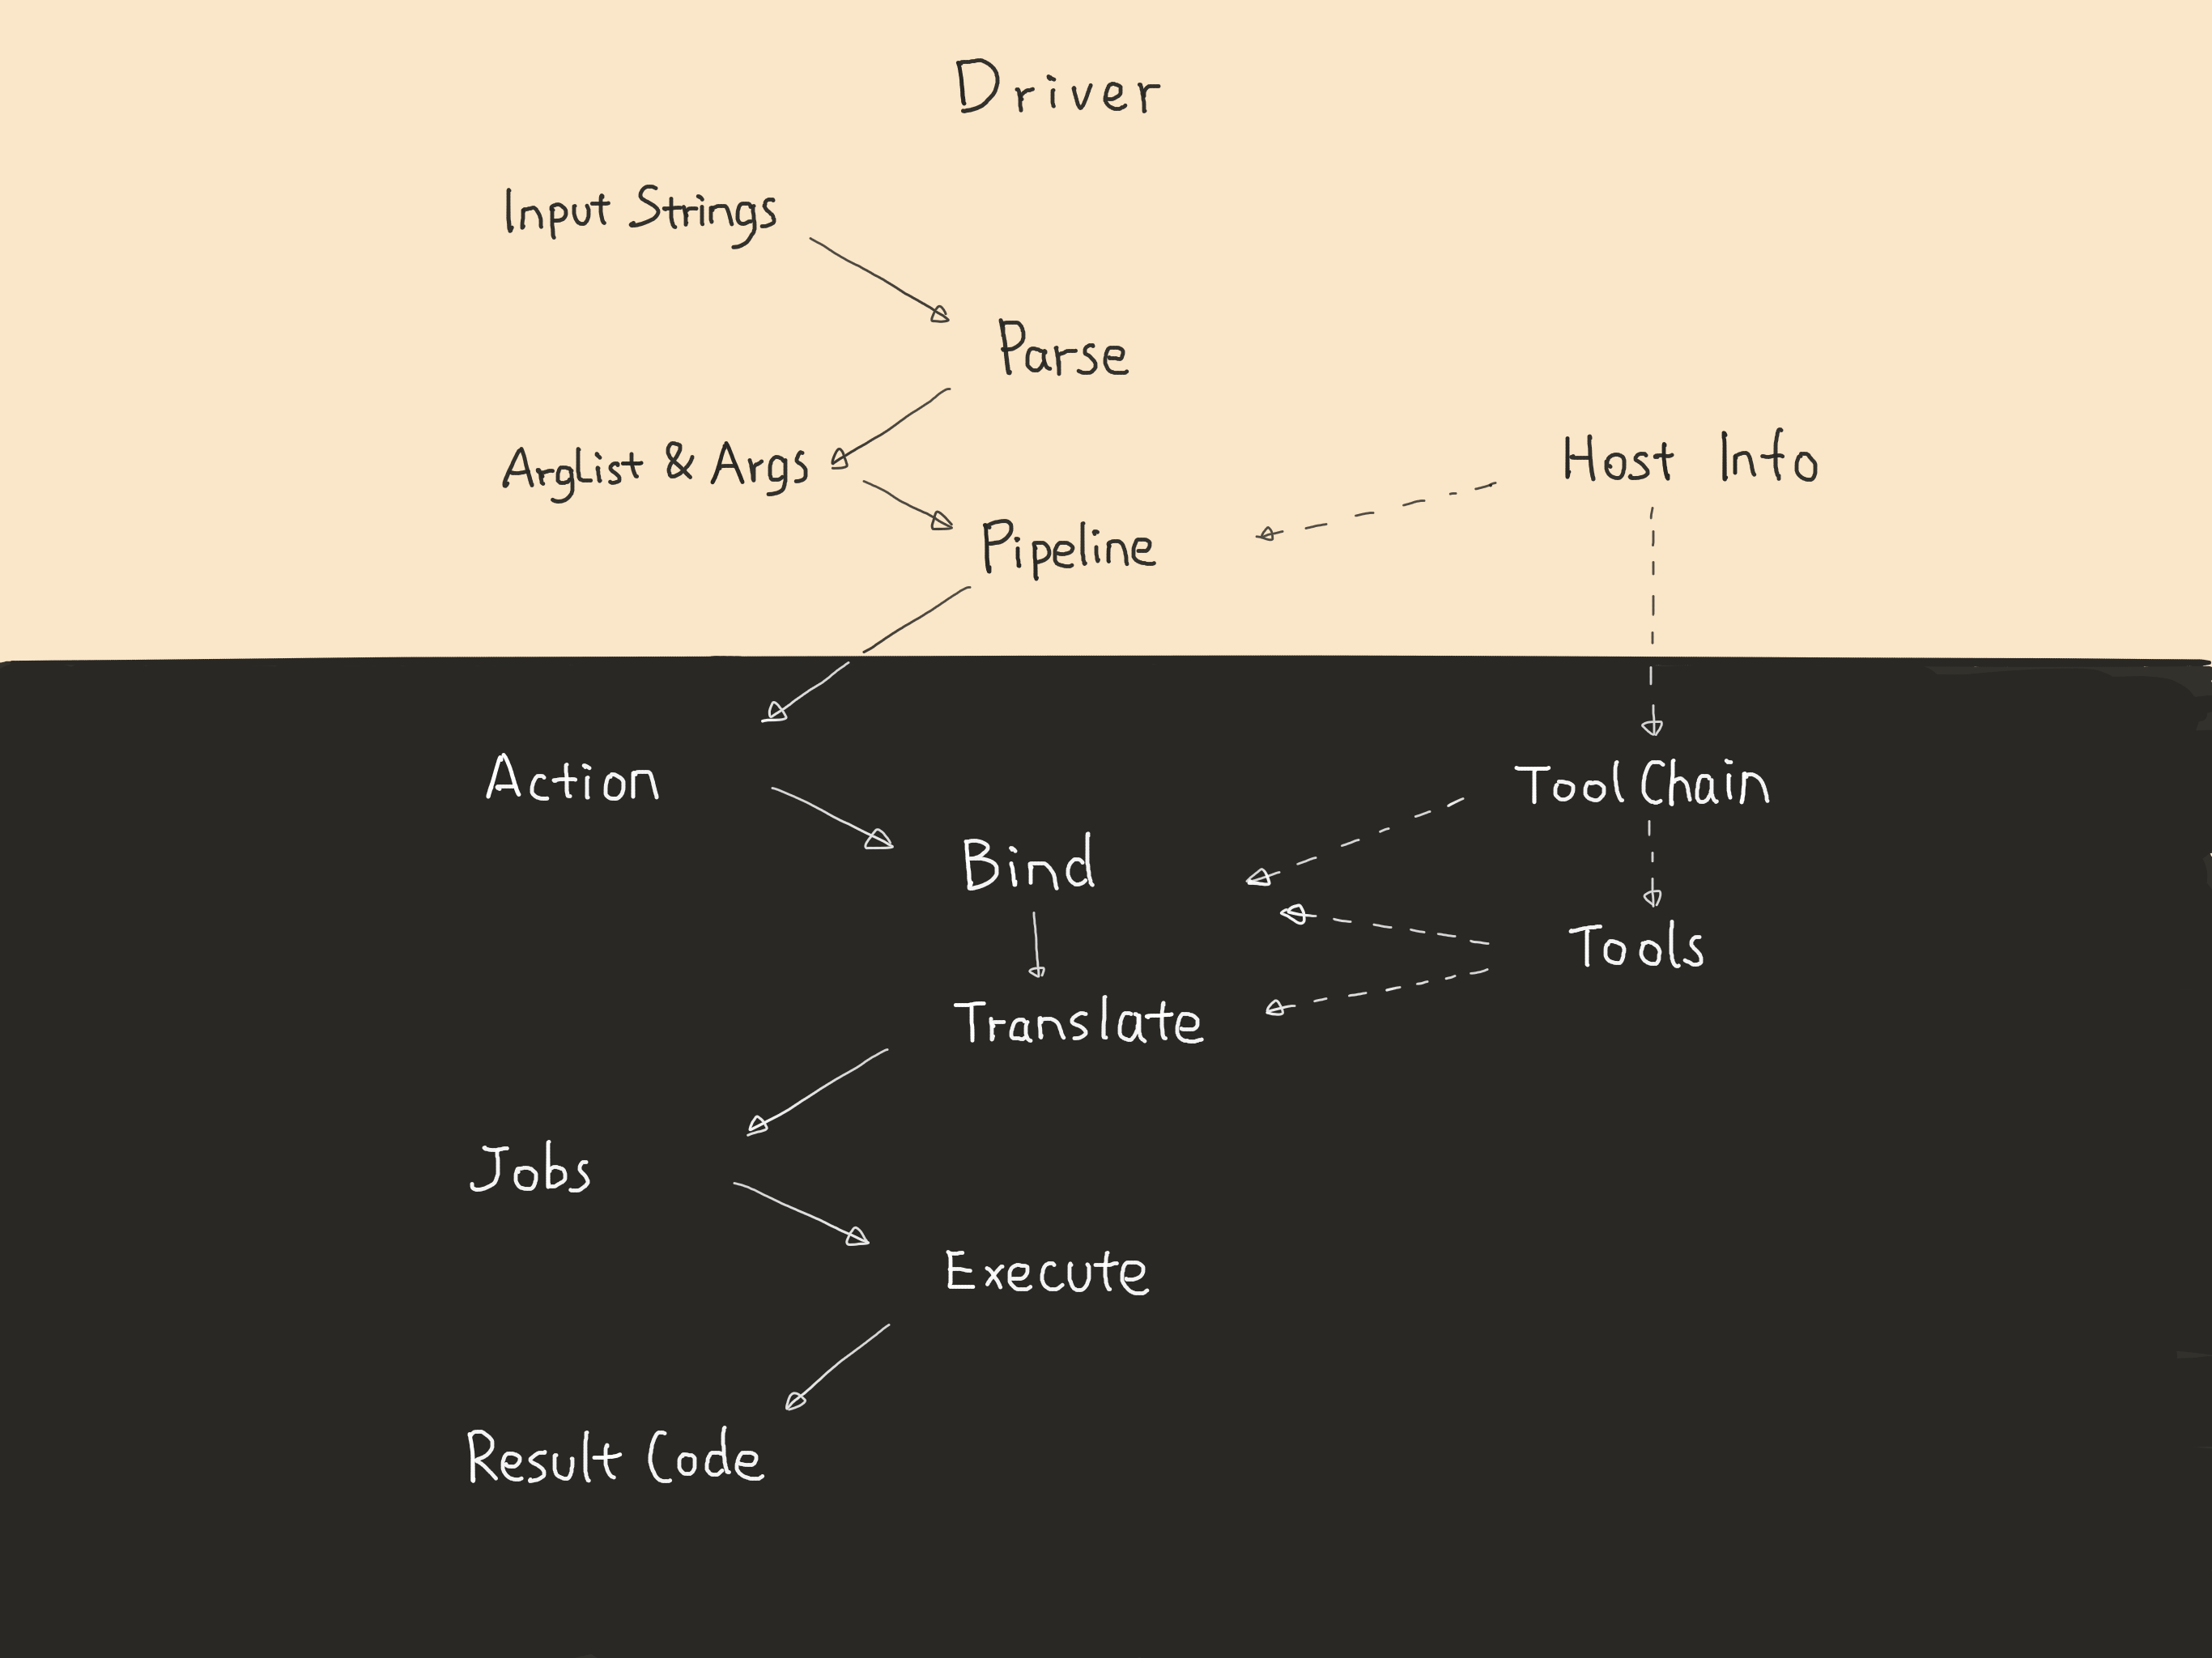 Driver
Input Strings
Parse
Arglist & Args
Host Info
Pipeline
Action
Tool Chain
Bind
Tools
Translate
Jobs
Execute
Result Code